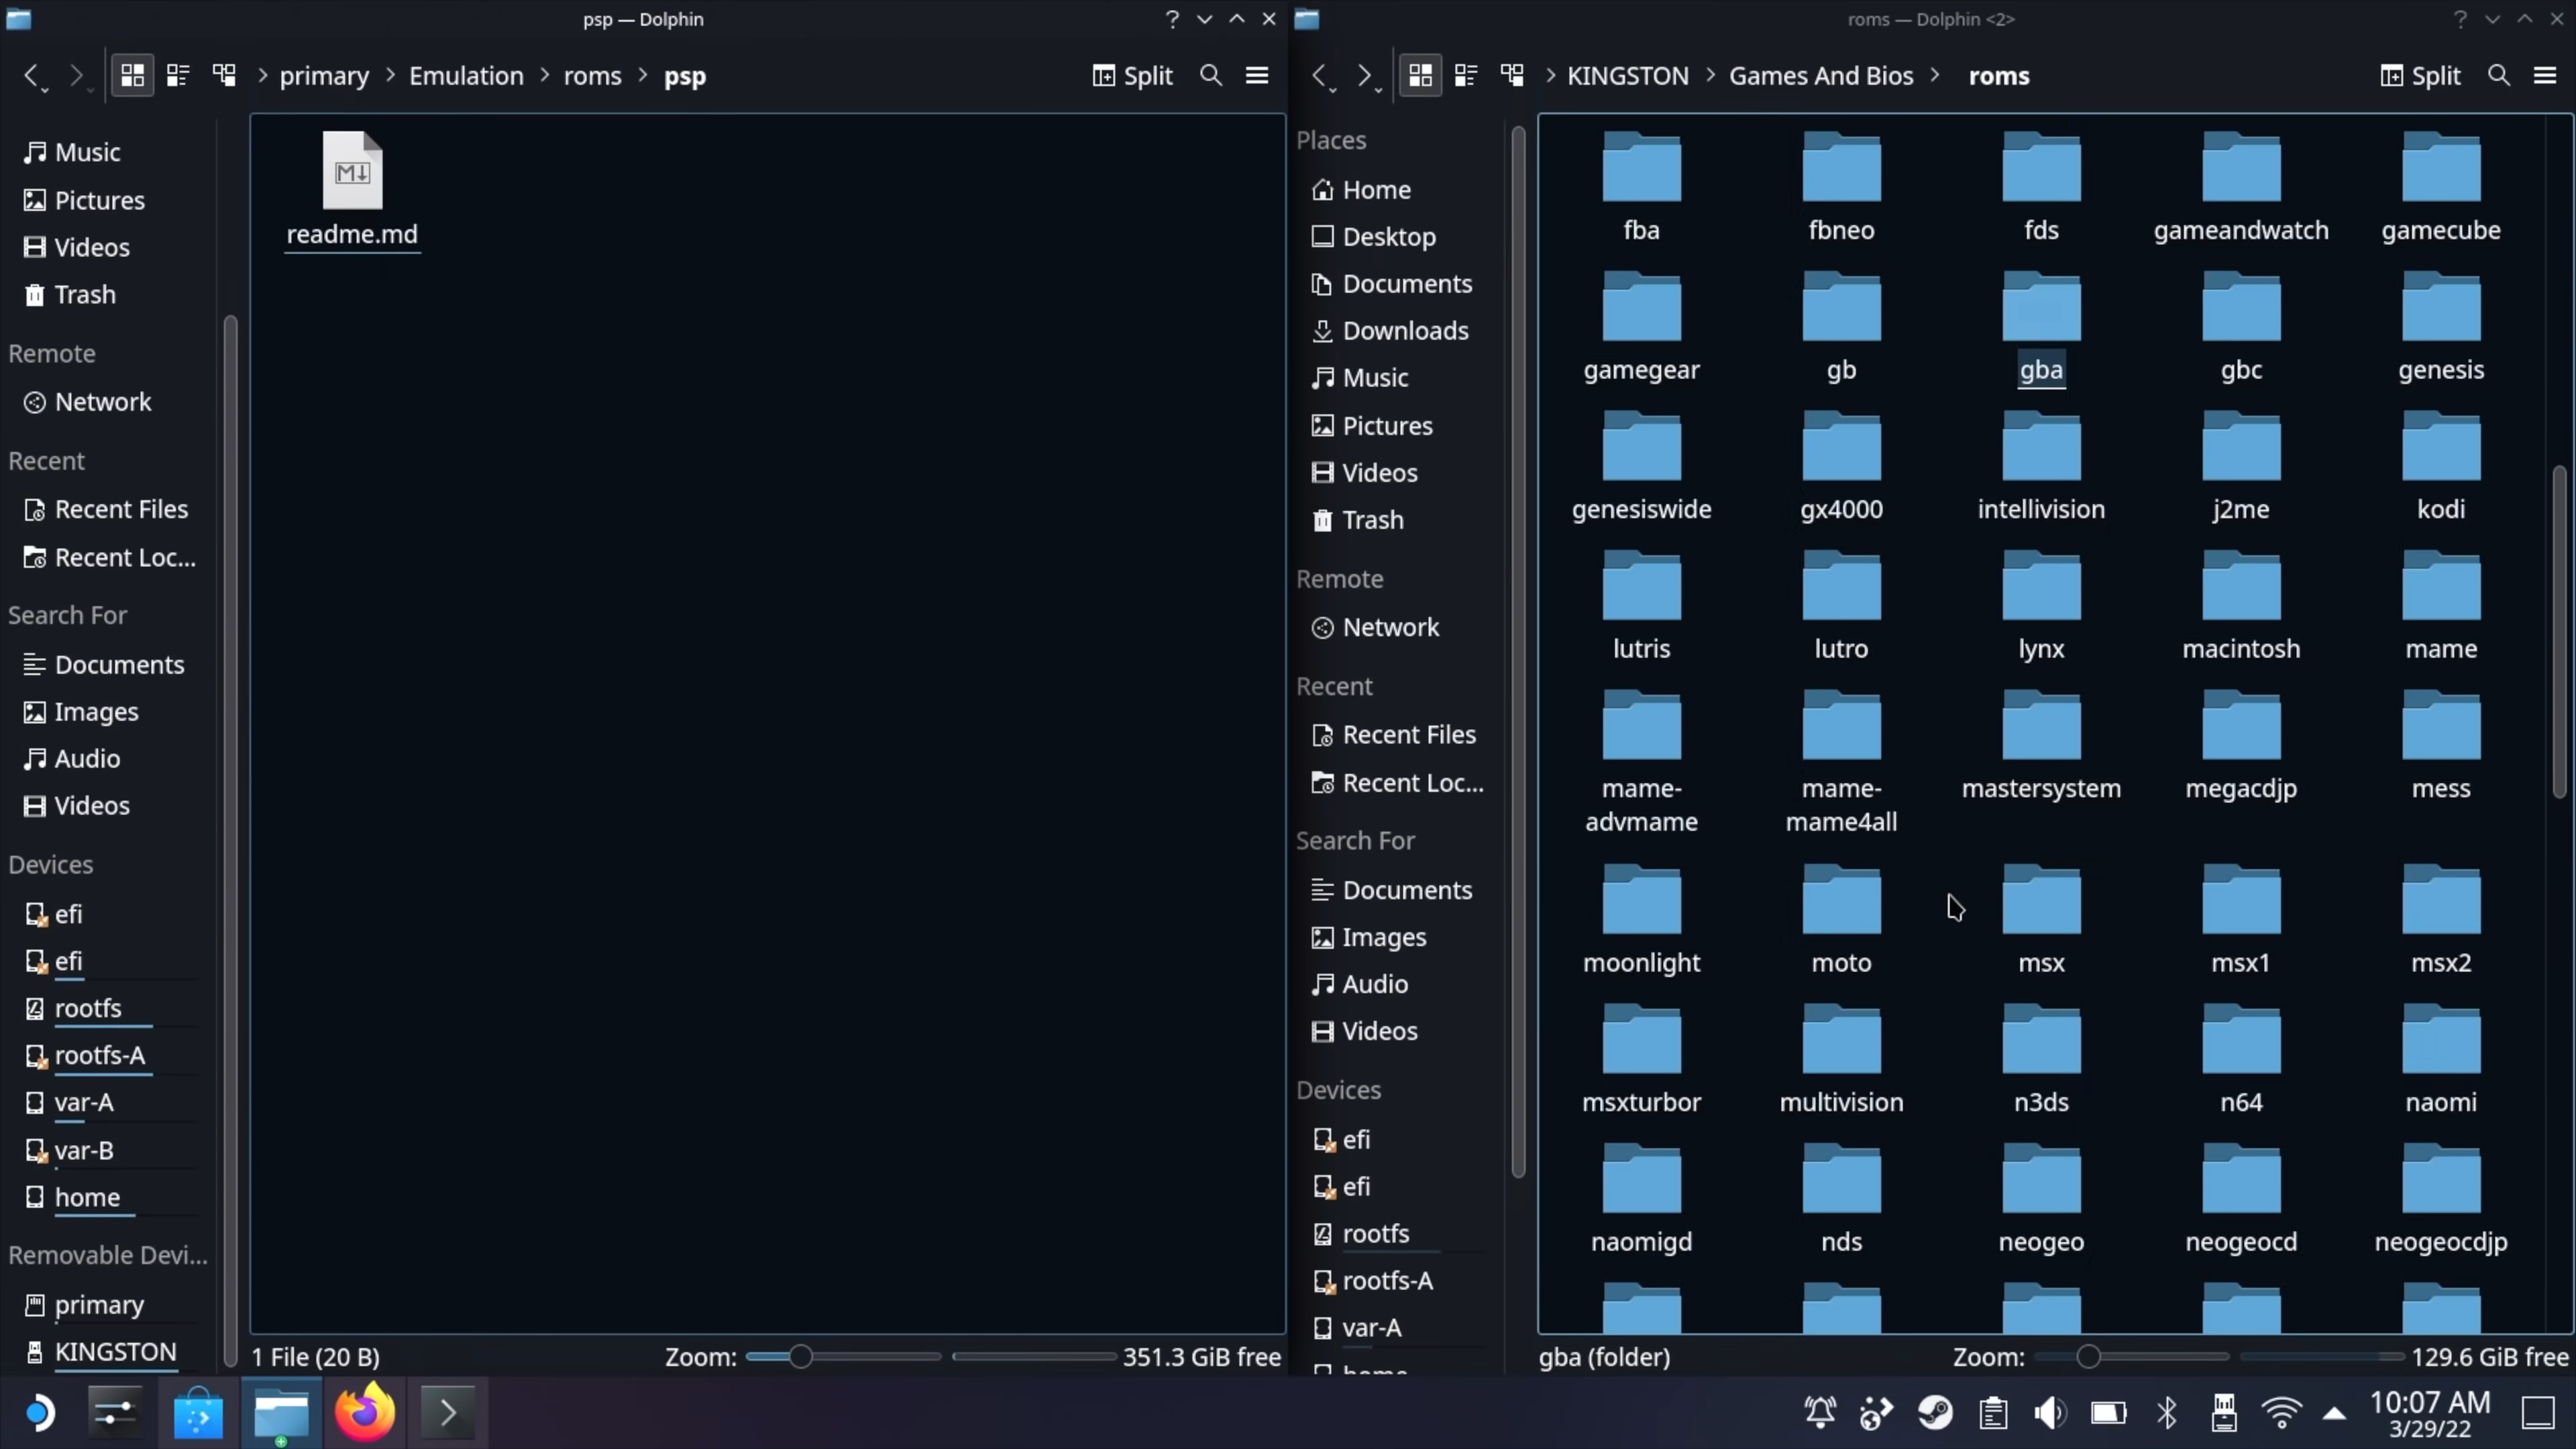 psp — Dolphin
primary
Emulation
roms
psp
Split
Music
Pictures
Videos
Trash
Remote
Network
Recent
Recent Files
Recent Loc...
Search For
Documents
Images
Audio
Videos
Devices
efi
efi
rootfs
rootfs-A
var-A
var-B
home
Removable Devi...
primary
KINGSTON
M
readme.md
1 File (20 B)
Zoom:
351.3 GiB free
roms — Dolphin <2>
KINGSTON
Games And Bios
roms
Split
Places
Home
Desktop
Documents
Downloads
Music
Pictures
Videos
Trash
Remote
Network
Recent
Recent Files
Recent Loc...
Search For
Documents
Images
Audio
Videos
Devices
efi
efi
rootfs
rootfs-A
var-A
home
fba fbneo fds gameandwatch gamecube
gamegear gb gba gbc genesis
genesiswide gx4000 intellivision j2me kodi
lutris lutro lynx macintosh mame
mame-advmame mame-mame4all mastersystem megacdjp mess
moonlight moto msx msx1 msx2
msxturbor multivision n3ds n64 naomi
naomigd nds neogeo neogeocd neogeocdjp
gba (folder)
Zoom:
129.6 GiB free
10:07 AM
3/29/22